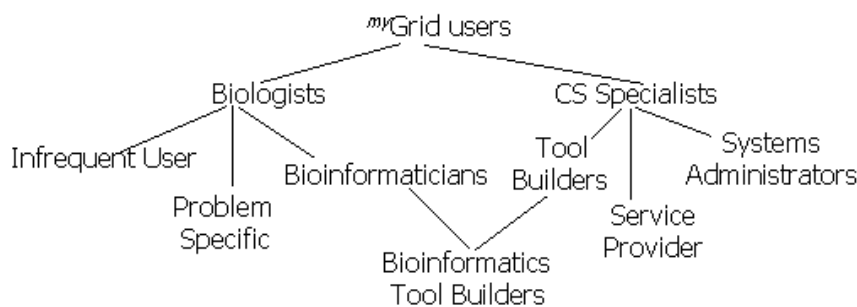 myGrid users
Biologists
CS Specialists
Infrequent User
Problem
Specific
Bioinformaticians
Tool
Builders
Service
Provider
Systems
Administrators
Bioinformatics
Tool Builders